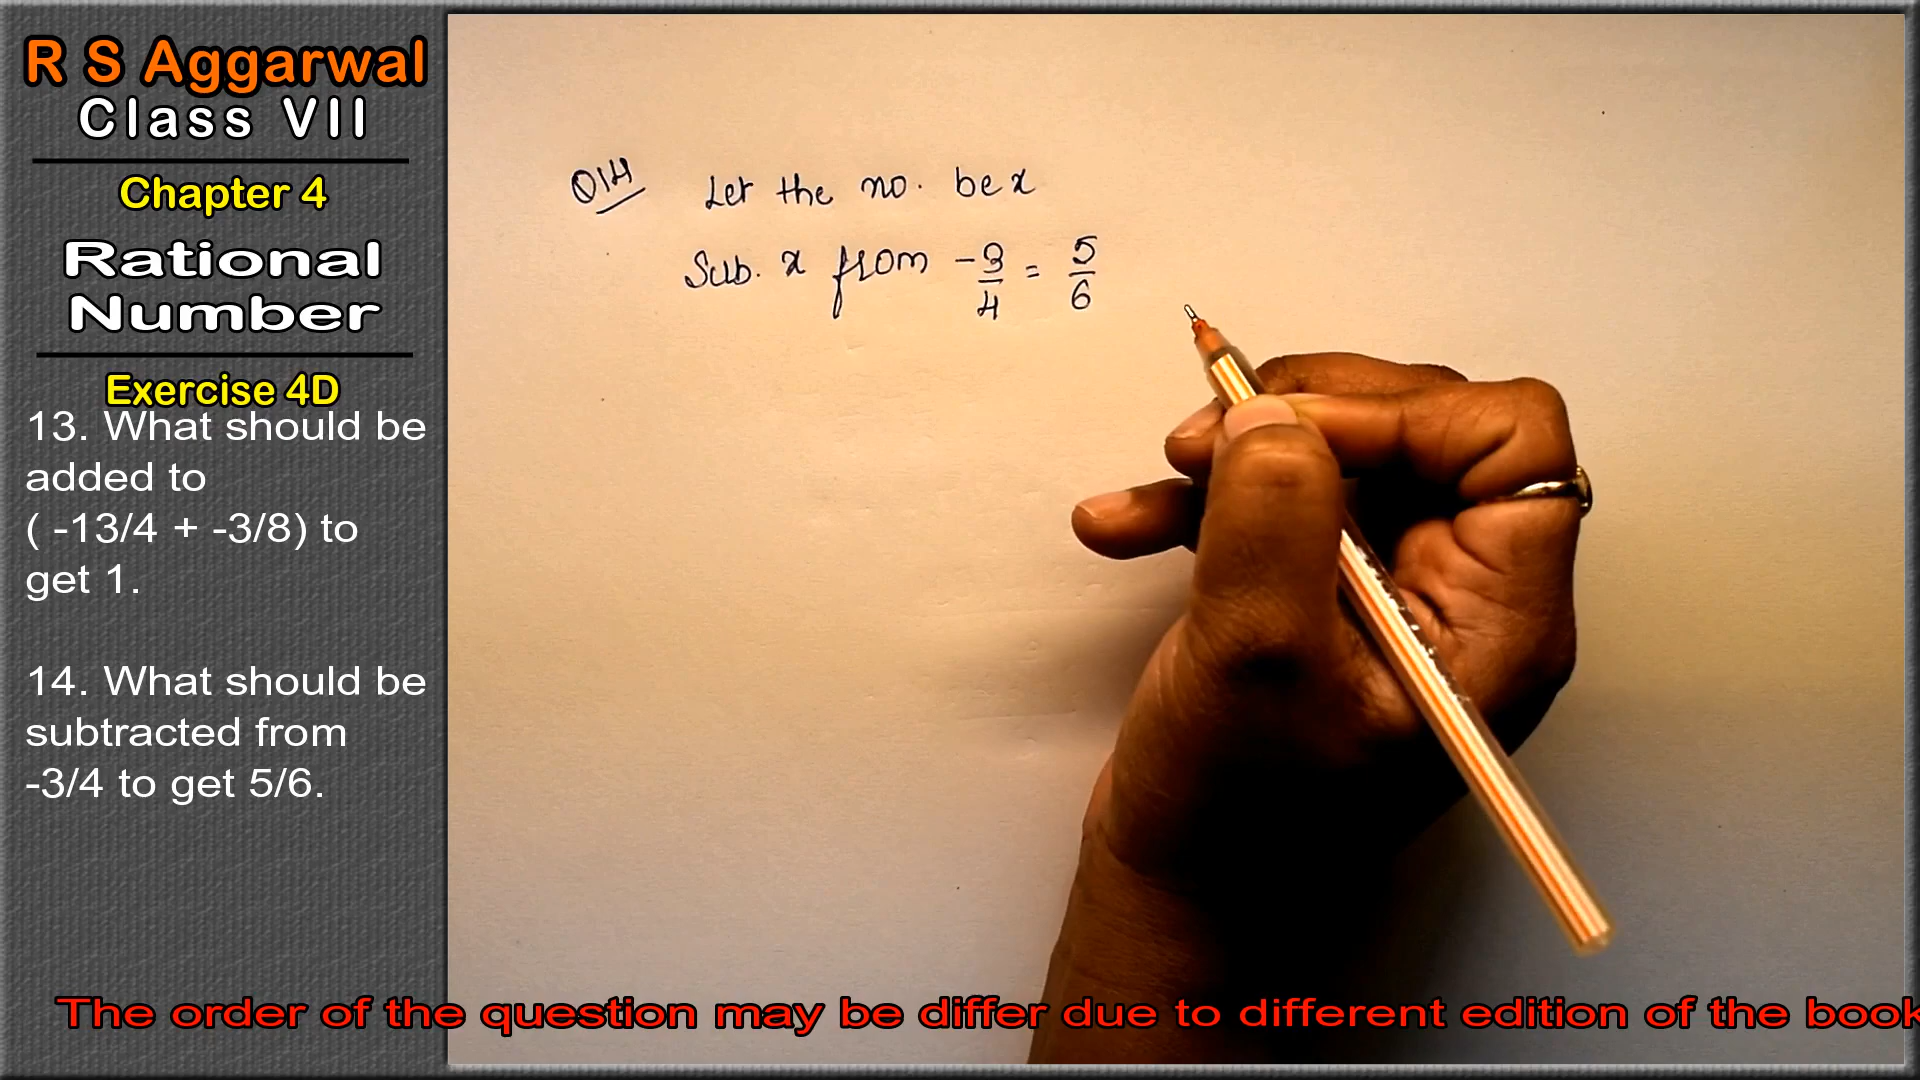 R S Aggarwal
Class VII
Chapter 4
Rational
Number
Exercise 4D
13. What should be
added to
( -13/4 + -3/8) to
get 1.
14. What should be
subtracted from
-3/4 to get 5/6.
Q14 Let the no. be x
Sub. x from -3/4 = 5/6
The order of the question may be differ due to different edition of the book